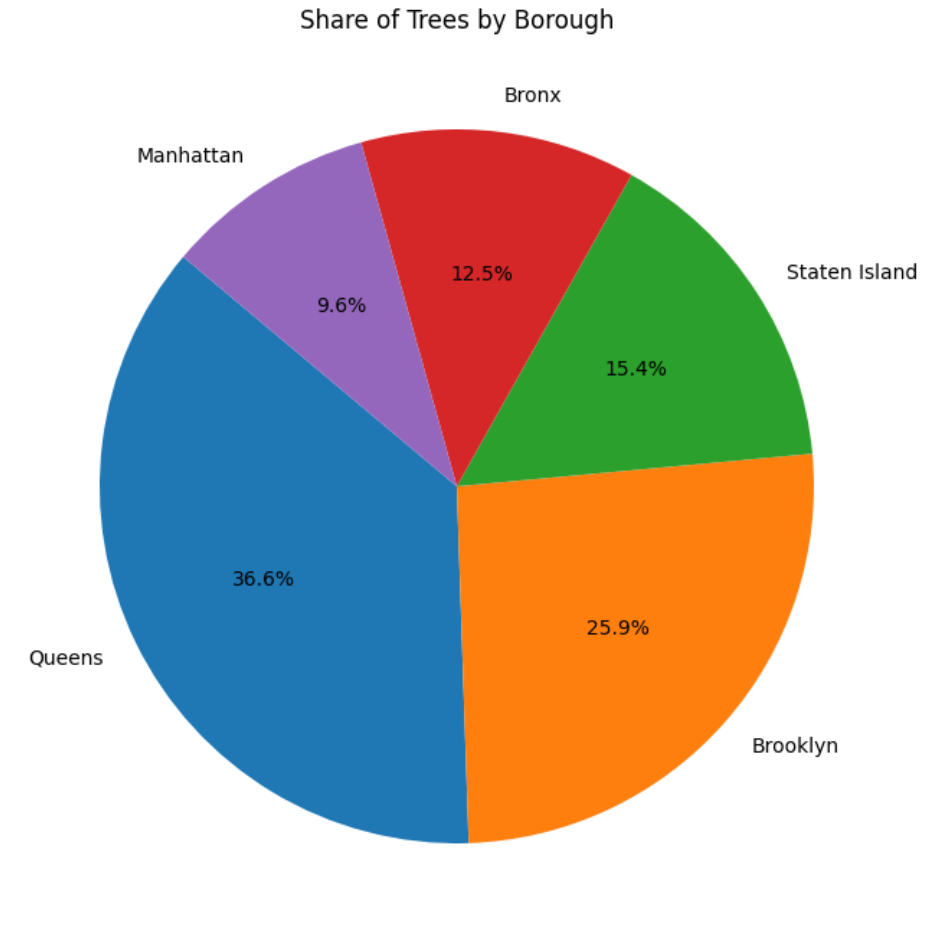 Share of Trees by Borough
Bronx
Manhattan
Staten Island
12.5%
9.6%
15.4%
36.6%
25.9%
Queens
Brooklyn